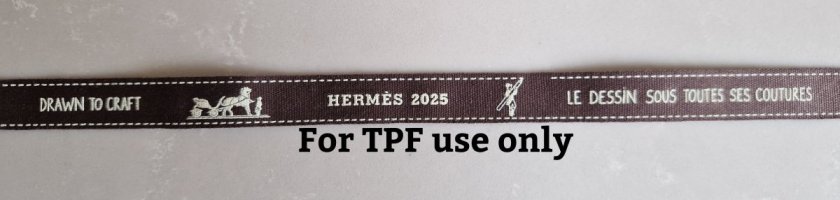 DRAWN TO CRAFT HERMÈS 2025 LE DESSIN SOUS TOUTES SES COUTURES
For TPF use only